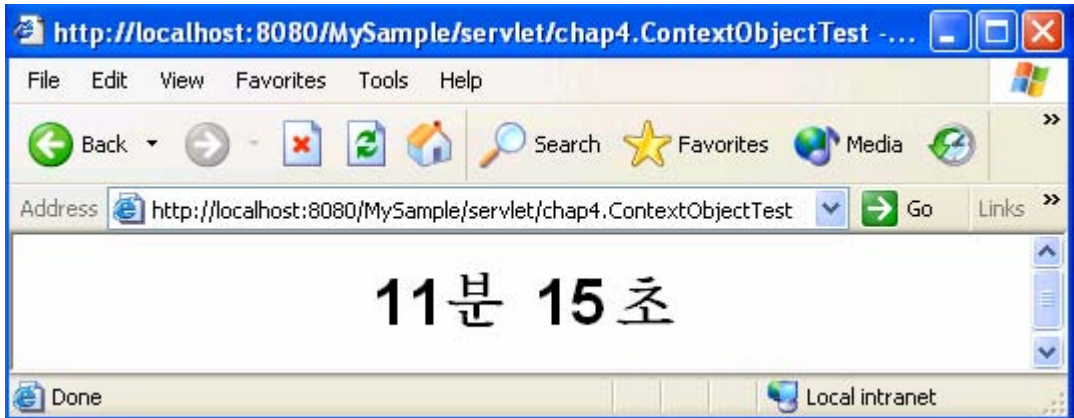 http://localhost:8080/MySample/servlet/chap4.ContextObjectTest -...
File Edit View Favorites Tools Help
Back Search Favorites Media
Address http://localhost:8080/MySample/servlet/chap4.ContextObjectTest Go Links
11분 15초
Done Local intranet